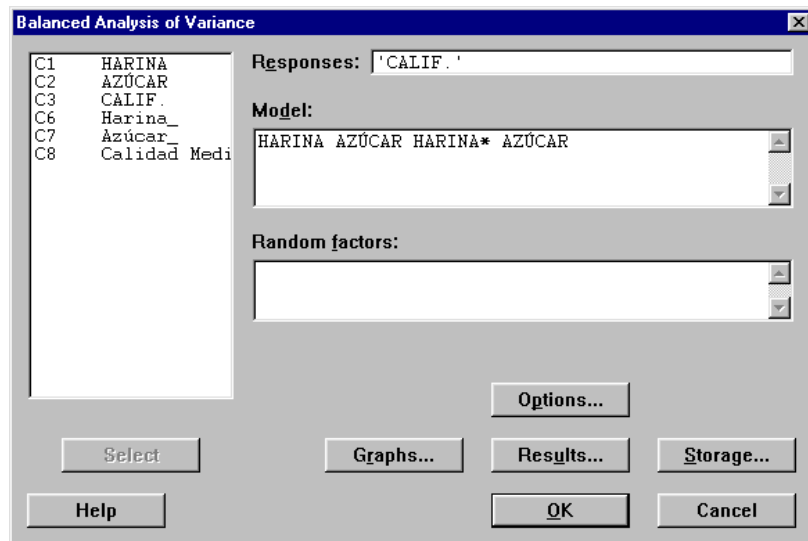 Balanced Analysis of Variance
C1 HARINA
C2 AZÚCAR
C3 CALIF.
C6 Harina_
C7 Azúcar_
C8 Calidad Medi
Responses: 'CALIF.'
Model:
HARINA AZÚCAR HARINA* AZÚCAR
Random factors:
Options...
Select
Graphs...
Results...
Storage...
Help
OK
Cancel